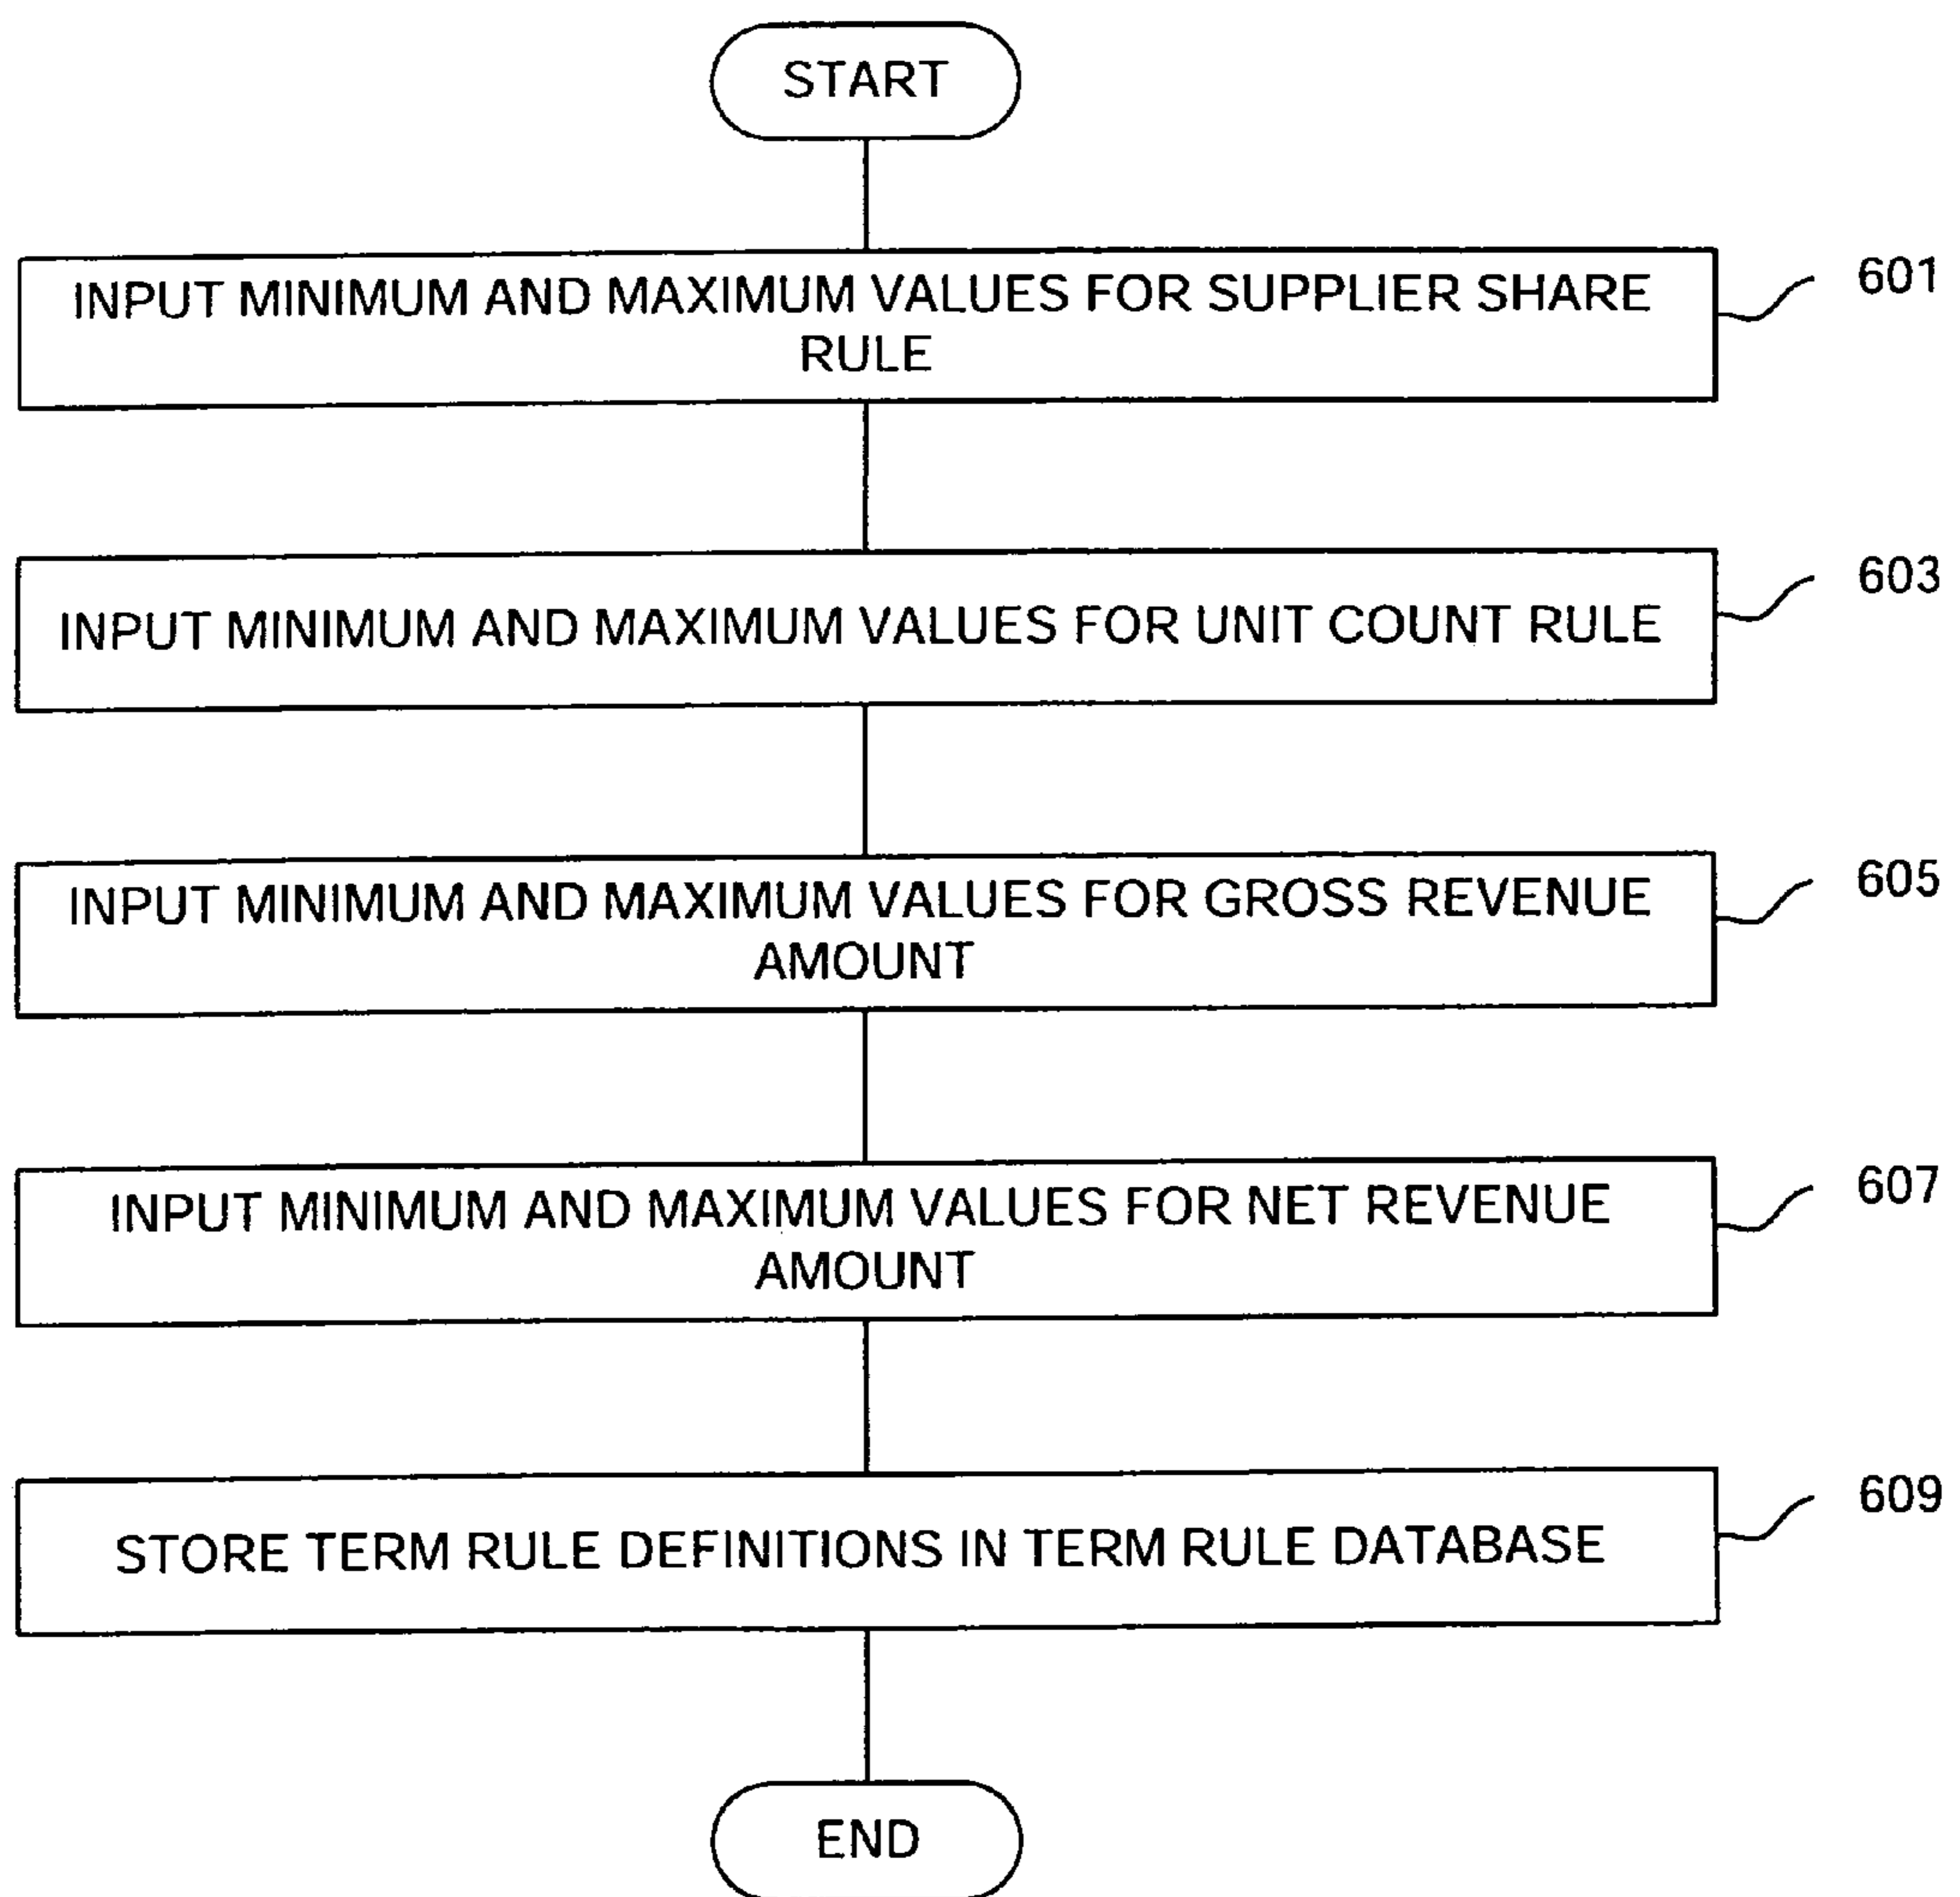 START
INPUT MINIMUM AND MAXIMUM VALUES FOR SUPPLIER SHARE
RULE
601
INPUT MINIMUM AND MAXIMUM VALUES FOR UNIT COUNT RULE
603
INPUT MINIMUM AND MAXIMUM VALUES FOR GROSS REVENUE
AMOUNT
605
INPUT MINIMUM AND MAXIMUM VALUES FOR NET REVENUE
AMOUNT
607
STORE TERM RULE DEFINITIONS IN TERM RULE DATABASE
609
END